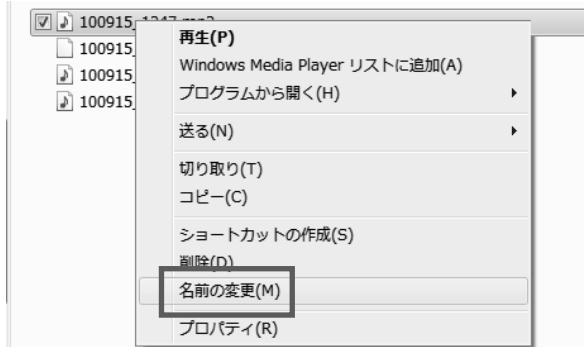 100915_1247.mp3
100915_
100915_
100915_
再生(P)
Windows Media Player リストに追加(A)
プログラムから開く(H)
送る(N)
切り取り(T)
コピー(C)
ショートカットの作成(S)
削除(D)
名前の変更(M)
プロパティ(R)